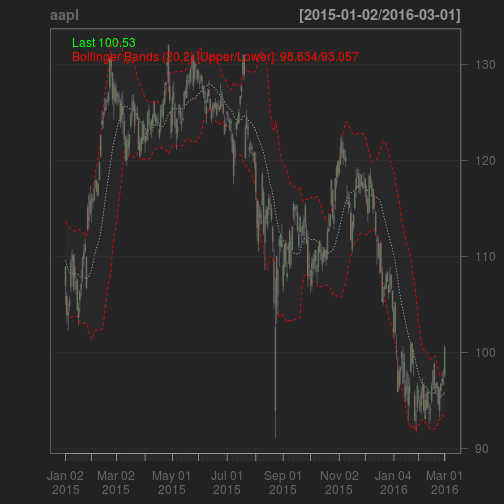 aapl [2015-01-02/2016-03-01]
Last 100.53
Bollinger Bands (20,2) [Upper/Lower]: 98.634/93.057
130
120
110
100
90
Jan 02 Mar 02 May 01 Jul 01 Sep 01 Nov 02 Jan 04 Mar 01
2015 2015 2015 2015 2015 2015 2016 2016